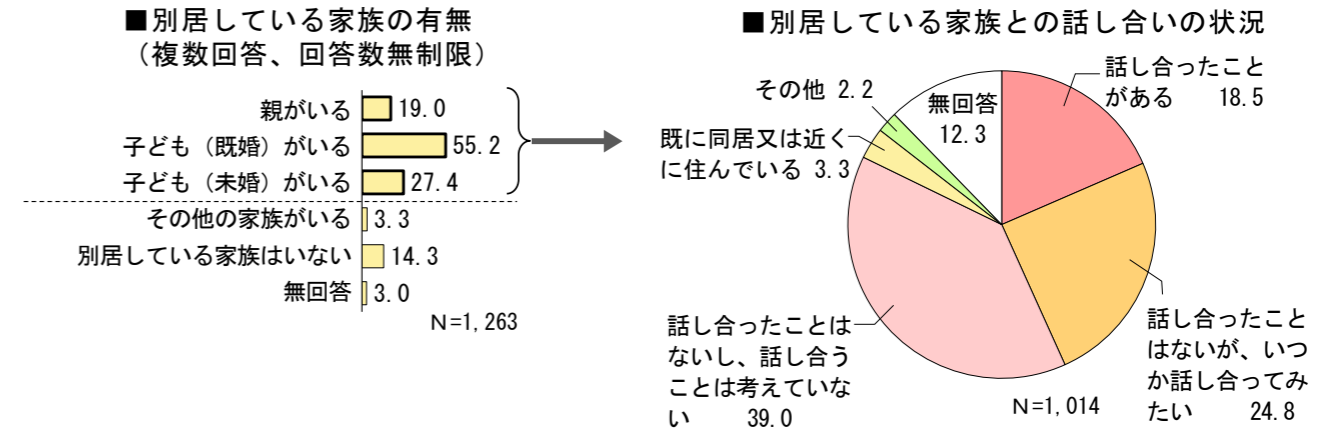 ■別居している家族の有無
（複数回答、回答数無制限）
親がいる 19.0
子ども（既婚）がいる 55.2
子ども（未婚）がいる 27.4
その他の家族がいる 3.3
別居している家族はいない 14.3
無回答 3.0
N=1,263
■別居している家族との話し合いの状況
話し合ったこと
がある 18.5
話し合ったこと
はないが、いつ
か話し合ってみ
たい 24.8
話し合ったことは
ないし、話し合う
ことは考えていな
い 39.0
既に同居又は近く
に住んでいる 3.3
その他 2.2
無回答
12.3
N=1,014